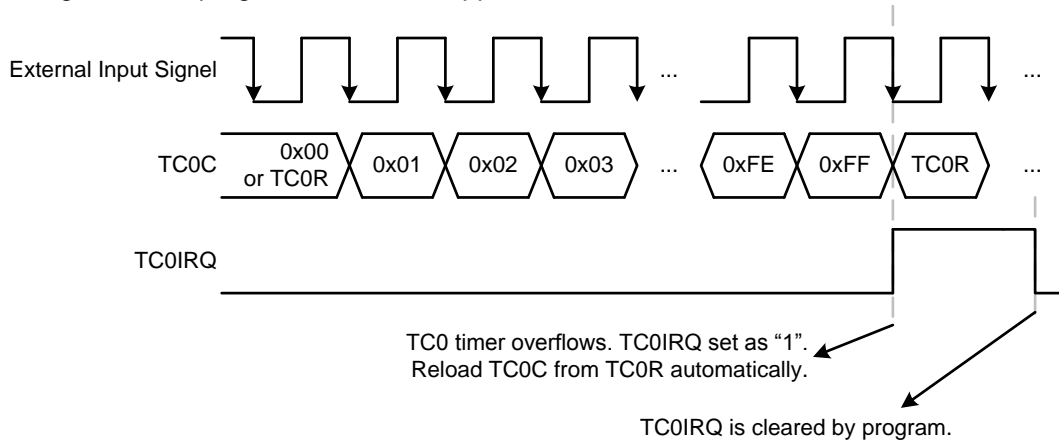 External Input Signel
...
...
TC0C
0x00
or TC0R
0x01
0x02
0x03
...
0xFE
0xFF
TC0R
...
TC0IRQ
TC0 timer overflows. TC0IRQ set as “1”.
Reload TC0C from TC0R automatically.
TC0IRQ is cleared by program.